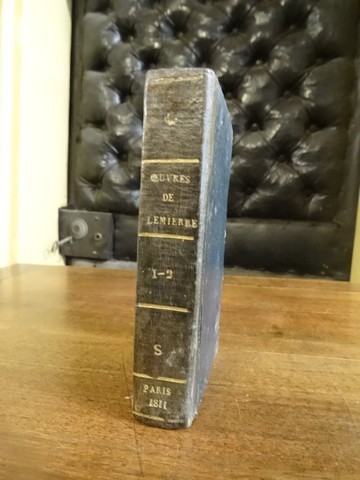 ŒUVRES
DE
LEMIERRE
1-2
S
PARIS
1811